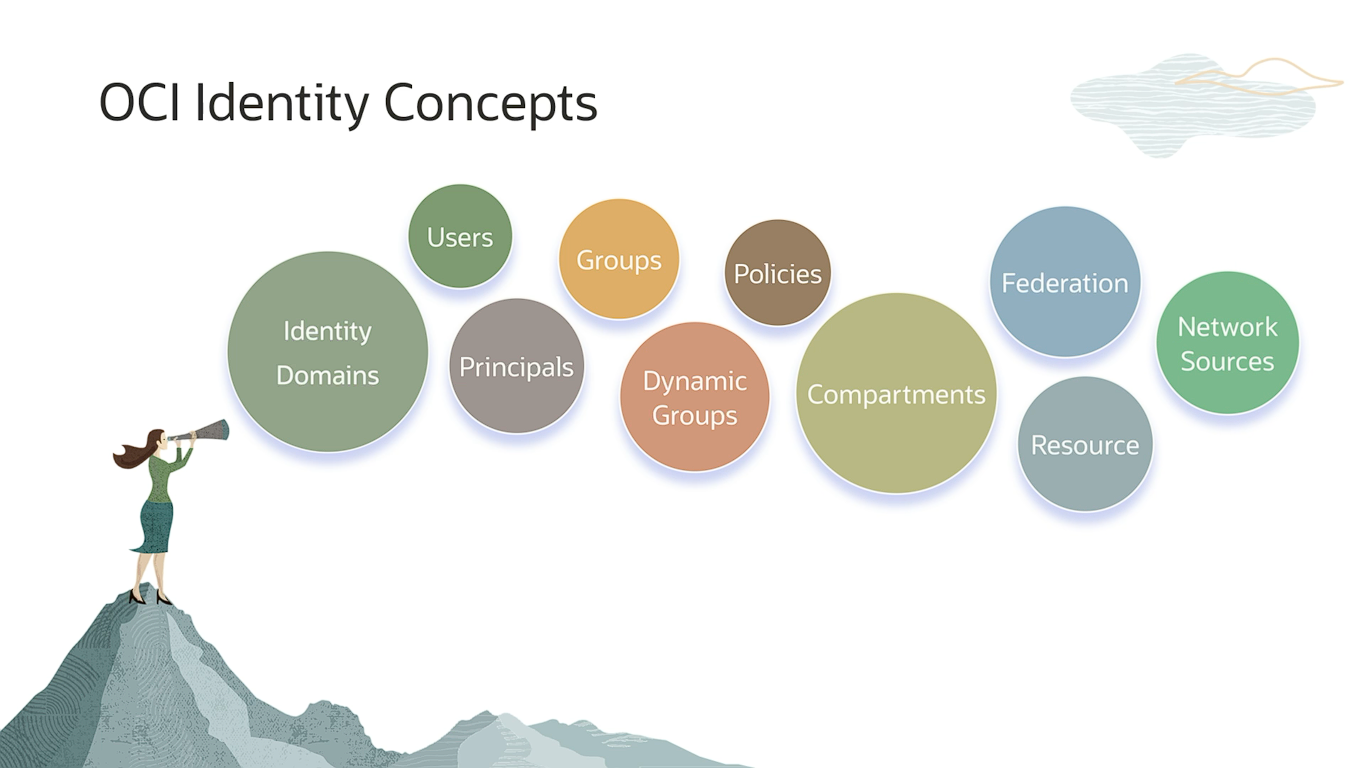 OCI Identity Concepts
Identity
Domains
Users
Principals
Groups
Dynamic
Groups
Policies
Compartments
Federation
Resource
Network
Sources